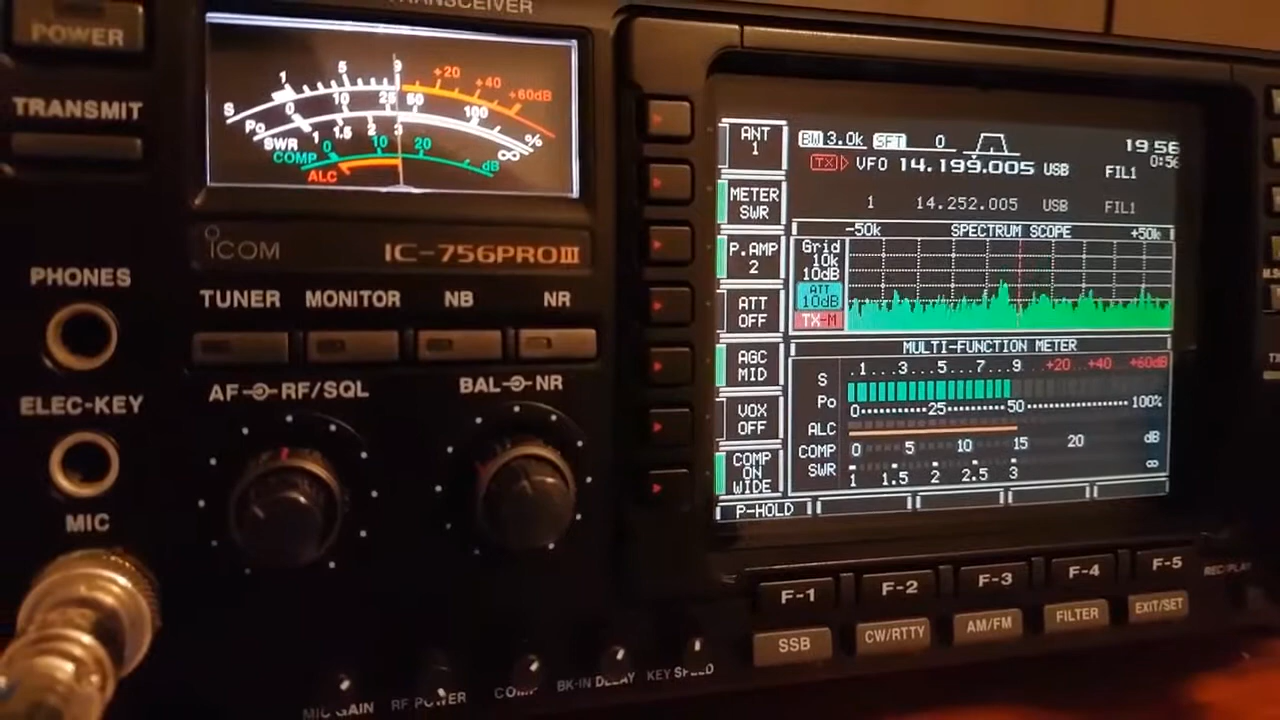 TRANSCEIVER
POWER
TRANSMIT
S 1 5 9 +20 +40 +60dB
Po 0 10 25 50 100 %
SWR 1 1.5 2 3 ∞
COMP 0 10 20 dB
ALC
ICOM IC-756PROIII
PHONES
TUNER MONITOR NB NR
AF RF/SQL BAL NR
ELEC-KEY
MIC
MIC GAIN RF POWER COMP BK-IN DELAY KEY SPEED
ANT 1
METER SWR
P.AMP 2
ATT OFF
AGC MID
VOX OFF
COMP ON WIDE
BW 3.0k SFT 0 19:56
TX VFO 14.199.005 USB FIL1 0:56
1 14.252.005 USB FIL1
-50k SPECTRUM SCOPE +50k
Grid
10k
10dB
ATT
10dB
TX-M
MULTI-FUNCTION METER
S .1...3...5...7...9 ...+20 ..+40 ..+60dB
Po 0 25 50 100%
ALC
COMP 0 5 10 15 20 dB
SWR 1 1.5 2 2.5 3 ∞
P-HOLD
F-1 F-2 F-3 F-4 F-5
SSB CW/RTTY AM/FM FILTER EXIT/SET
REC/PLAY